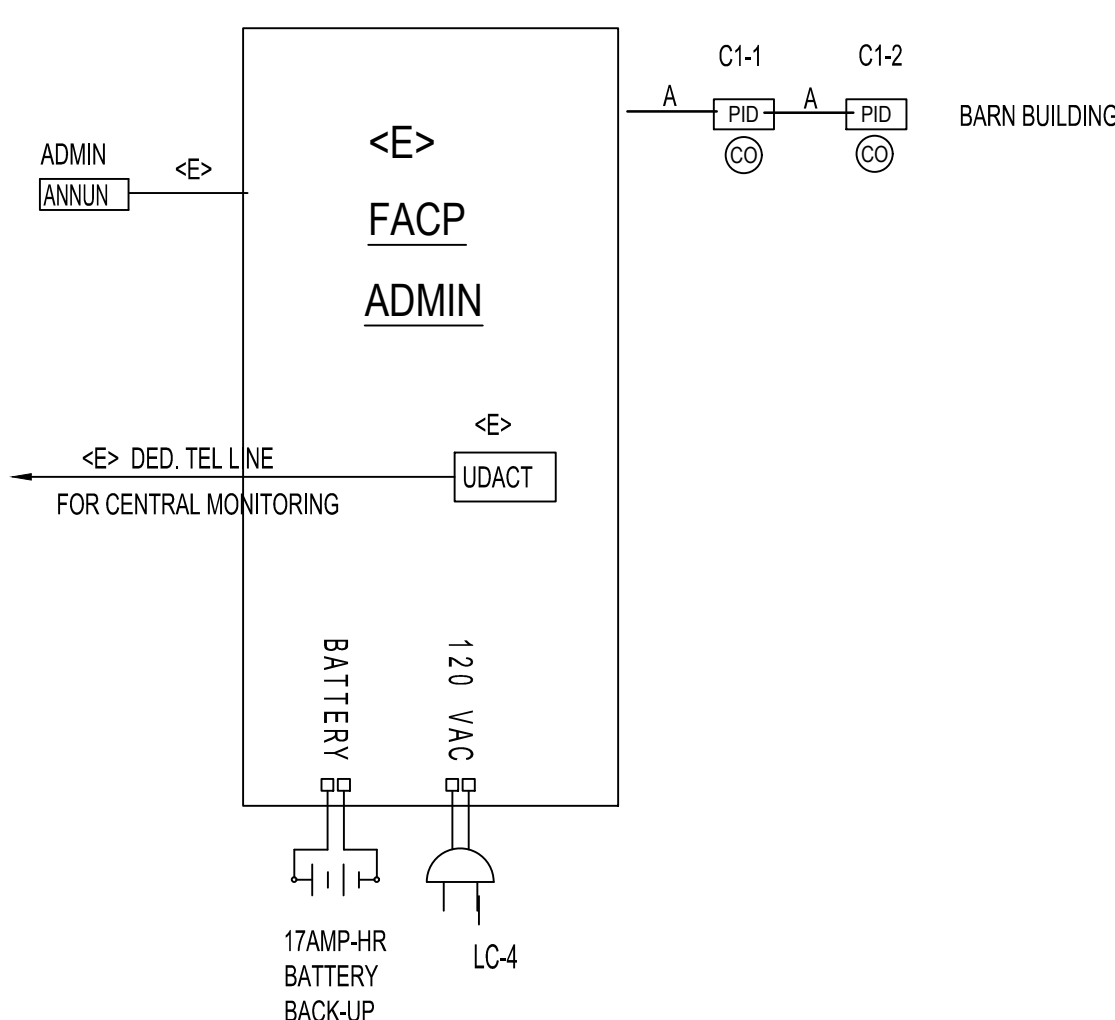 C1-1
C1-2
A
PID
A
PID
BARN BUILDING
CO
CO
<E>
FACP
ADMIN
ADMIN
<E>
ANNUN
<E>
<E> DED. TEL LINE
UDACT
FOR CENTRAL MONITORING
BATTERY
120 VAC
17AMP-HR
BATTERY
BACK-UP
LC-4